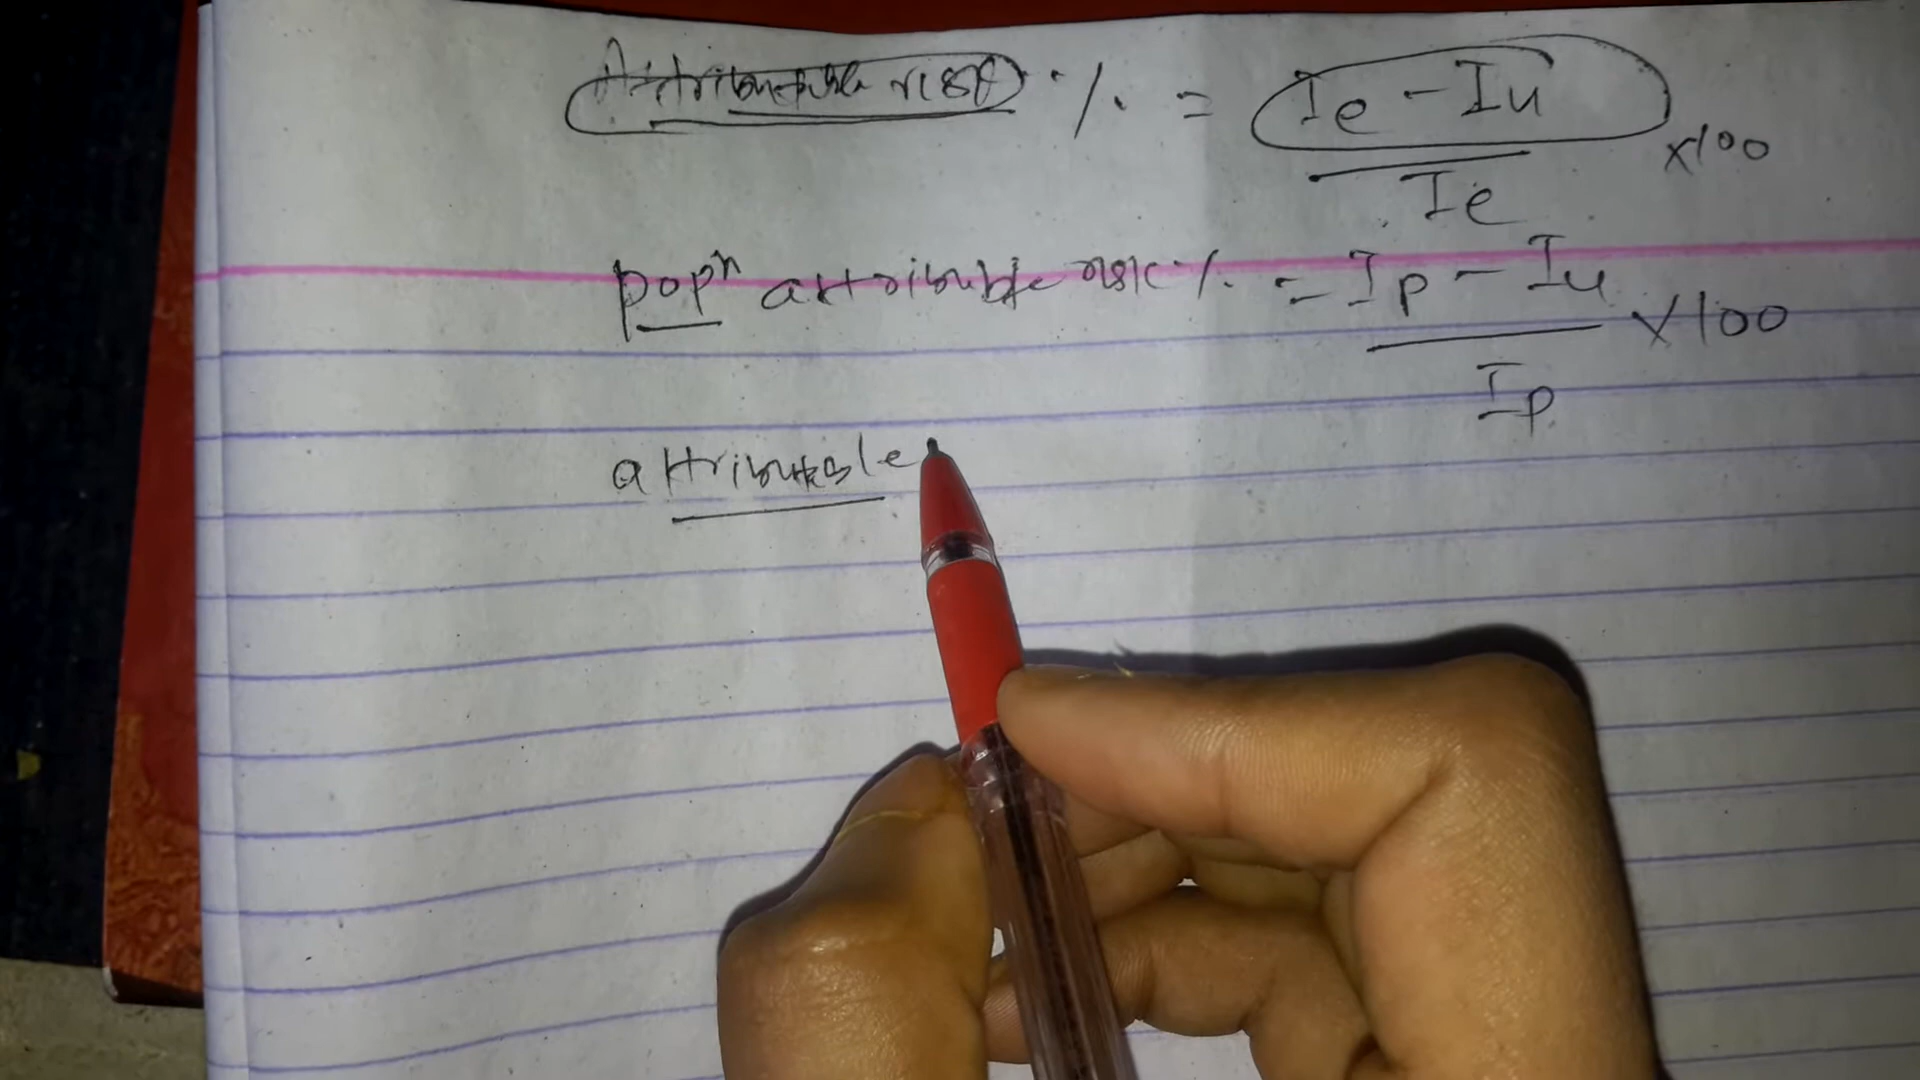 Attributable risk % = Ie - Iu / Ie x100
popn attributable risk % = Ip - Iu / Ip x100
attributable